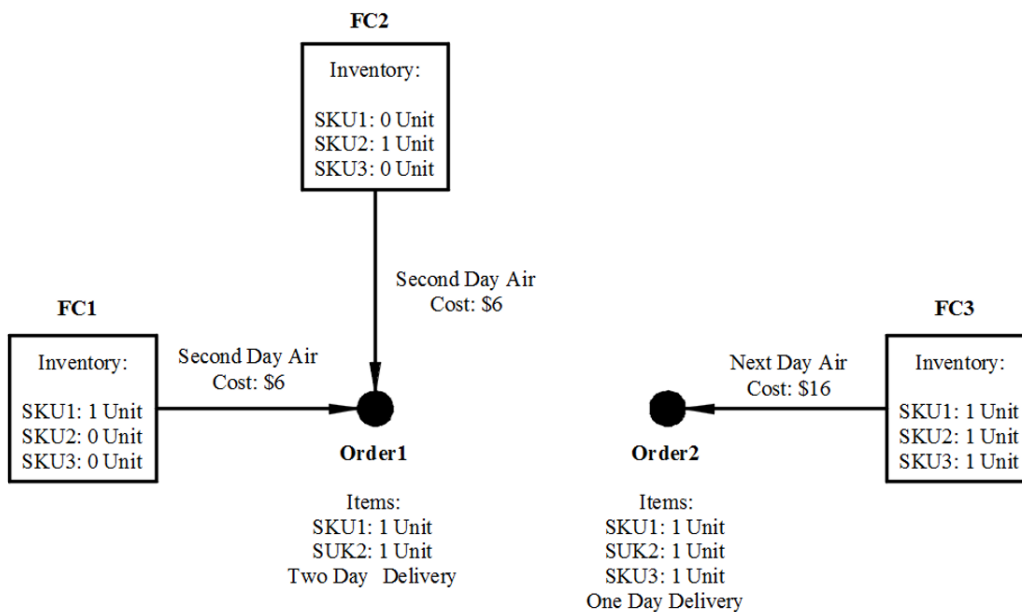 FC2
Inventory:
SKU1: 0 Unit
SKU2: 1 Unit
SKU3: 0 Unit
Second Day Air
Cost: $6
FC1
Inventory:
SKU1: 1 Unit
SKU2: 0 Unit
SKU3: 0 Unit
Second Day Air
Cost: $6
Order1
Items:
SKU1: 1 Unit
SUK2: 1 Unit
Two Day Delivery
Next Day Air
Cost: $16
Order2
Items:
SKU1: 1 Unit
SUK2: 1 Unit
SKU3: 1 Unit
One Day Delivery
FC3
Inventory:
SKU1: 1 Unit
SKU2: 1 Unit
SKU3: 1 Unit